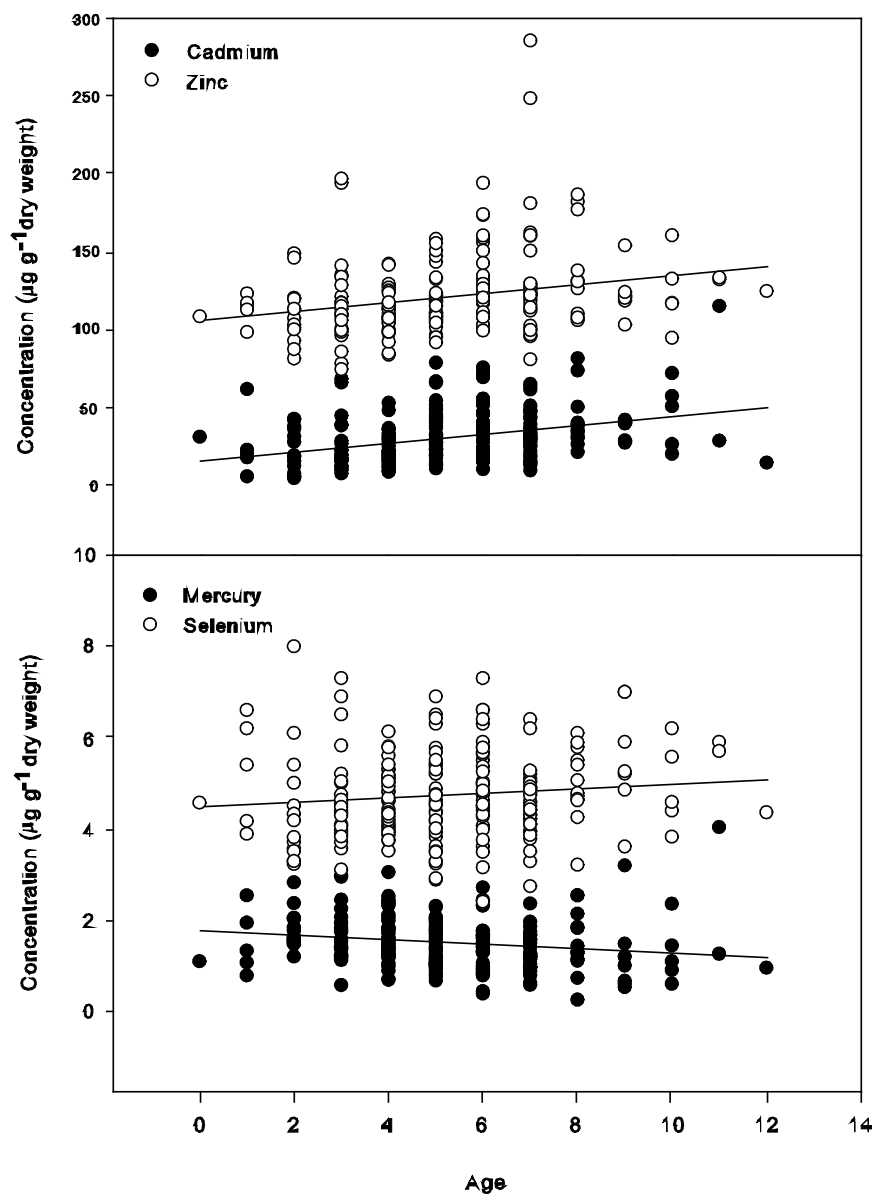 300
Cadmium
Zinc
250
200
150
100
50
0
Concentration (µg g⁻¹ dry weight)
10
Mercury
Selenium
8
6
4
2
0
Concentration (µg g⁻¹ dry weight)
0 2 4 6 8 10 12 14
Age